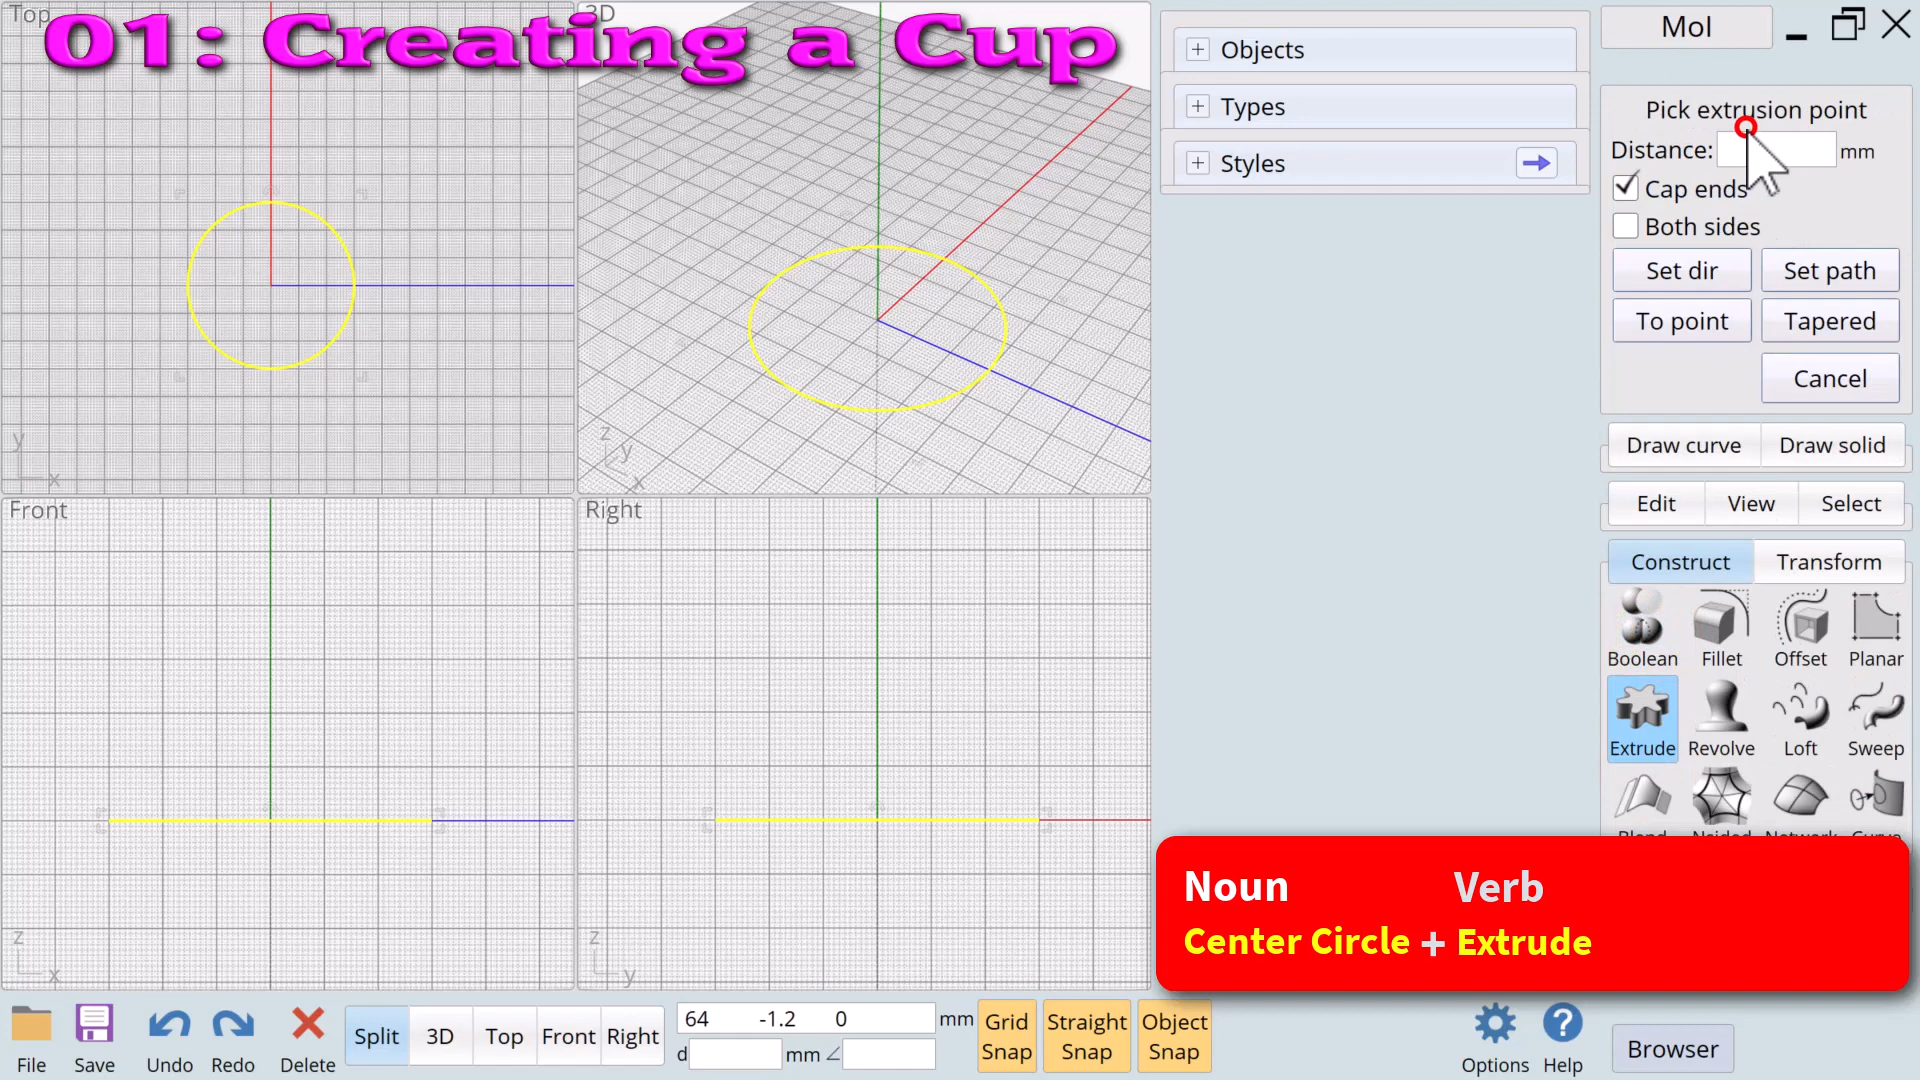 Top
3D
01: Creating a Cup
Objects
Types
Styles
MoI
Pick extrusion point
Distance: mm
Cap ends
Both sides
Set dir Set path
To point Tapered
Cancel
Draw curve Draw solid
Edit View Select
Construct Transform
Boolean Fillet Offset Planar
Extrude Revolve Loft Sweep
y
x
z
y
x
Front
Right
z
x
z
y
Noun Verb
Center Circle + Extrude
File Save Undo Redo Delete
Split 3D Top Front Right
64 -1.2 0 mm
d mm
Grid Snap
Straight Snap
Object Snap
Options Help
Browser